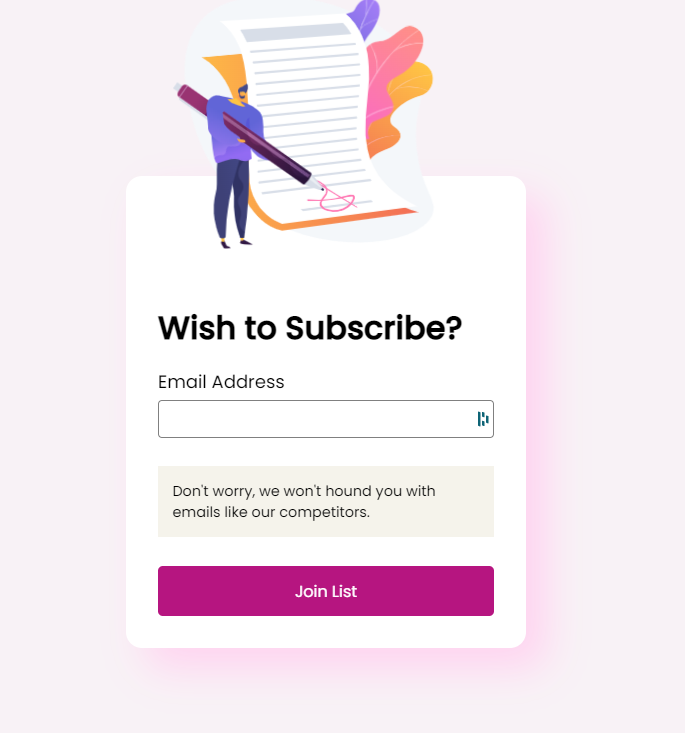 Wish to Subscribe?
Email Address
Don't worry, we won't hound you with
emails like our competitors.
Join List